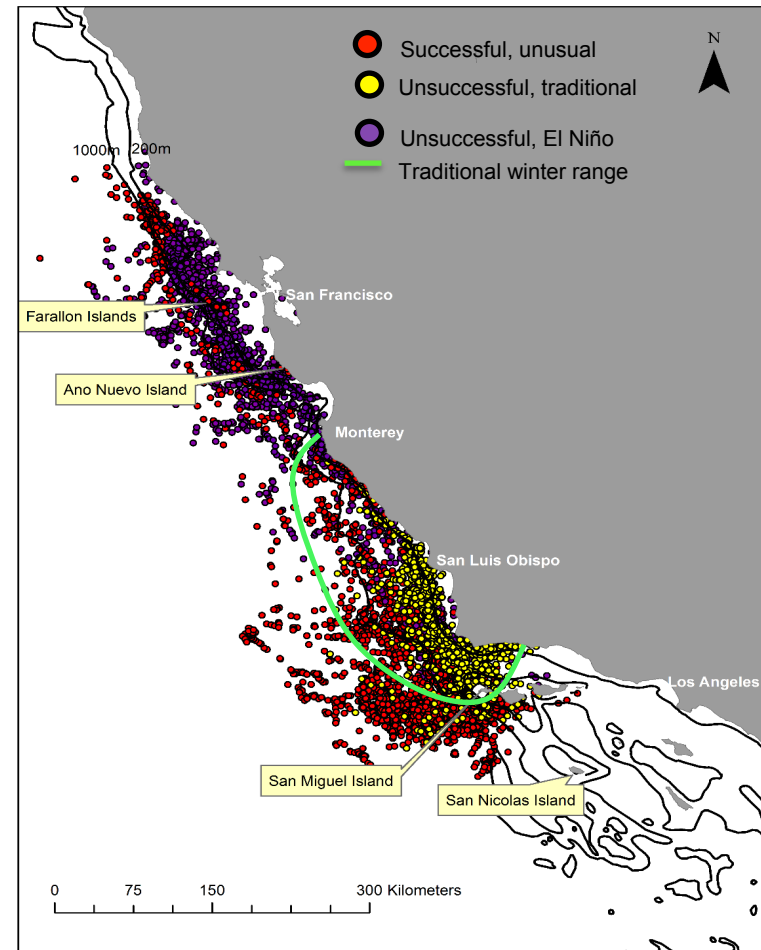 Successful, unusual
Unsuccessful, traditional
Unsuccessful, El Niño
Traditional winter range
N
1000m 200m
San Francisco
Farallon Islands
Ano Nuevo Island
Monterey
San Luis Obispo
Los Angeles
San Miguel Island
San Nicolas Island
0 75 150 300 Kilometers